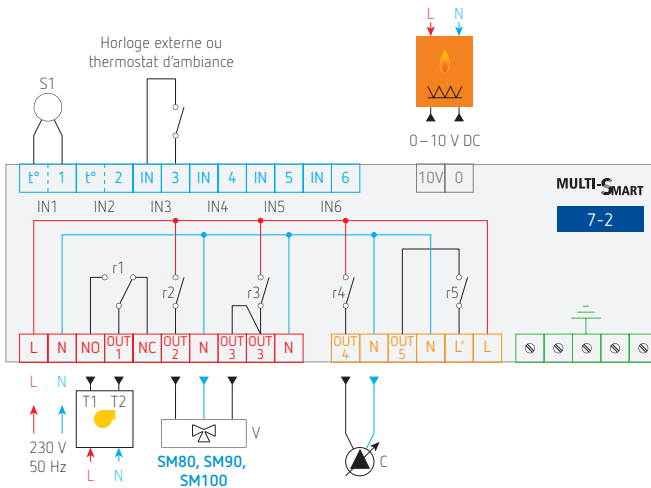 L N
Horloge externe ou
thermostat d'ambiance
S1
0–10 V DC
t° 1 t° 2 IN 3 IN 4 IN 5 IN 6 10V 0
IN1 IN2 IN3 IN4 IN5 IN6
MULTI-SMART
7-2
r1 r2 r3 r4 r5
L N NO OUT 1 NC OUT 2 N OUT 3 OUT 3 N OUT 4 N OUT 5 N L' L
L N T1 T2
230 V
50 Hz
L N
V
SM80, SM90,
SM100
C